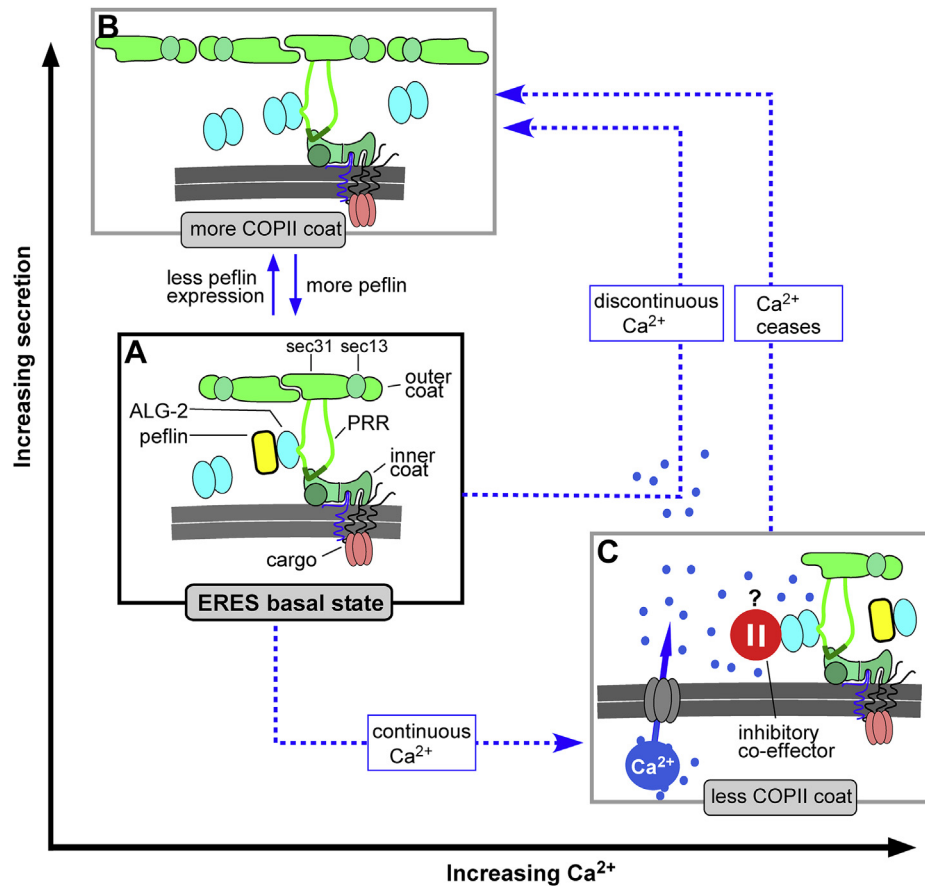 B
more COPII coat
less peflin
expression
more peflin
discontinuous
Ca2+
Ca2+
ceases
A
sec31 sec13
outer
coat
ALG-2
peflin
PRR
inner
coat
cargo
ERES basal state
C
?
II
inhibitory
co-effector
Ca2+
continuous
Ca2+
less COPII coat
Increasing secretion
Increasing Ca2+